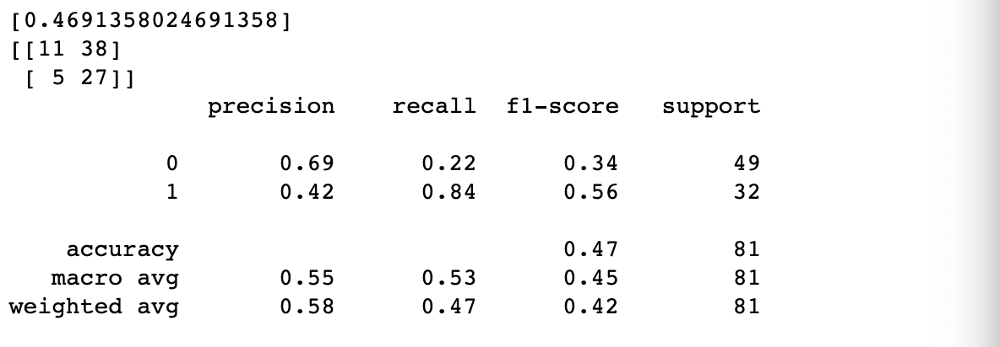 [0.4691358024691358]
[[11 38]
 [ 5 27]]
              precision    recall  f1-score   support

           0       0.69      0.22      0.34        49
           1       0.42      0.84      0.56        32

    accuracy                           0.47        81
   macro avg       0.55      0.53      0.45        81
weighted avg       0.58      0.47      0.42        81